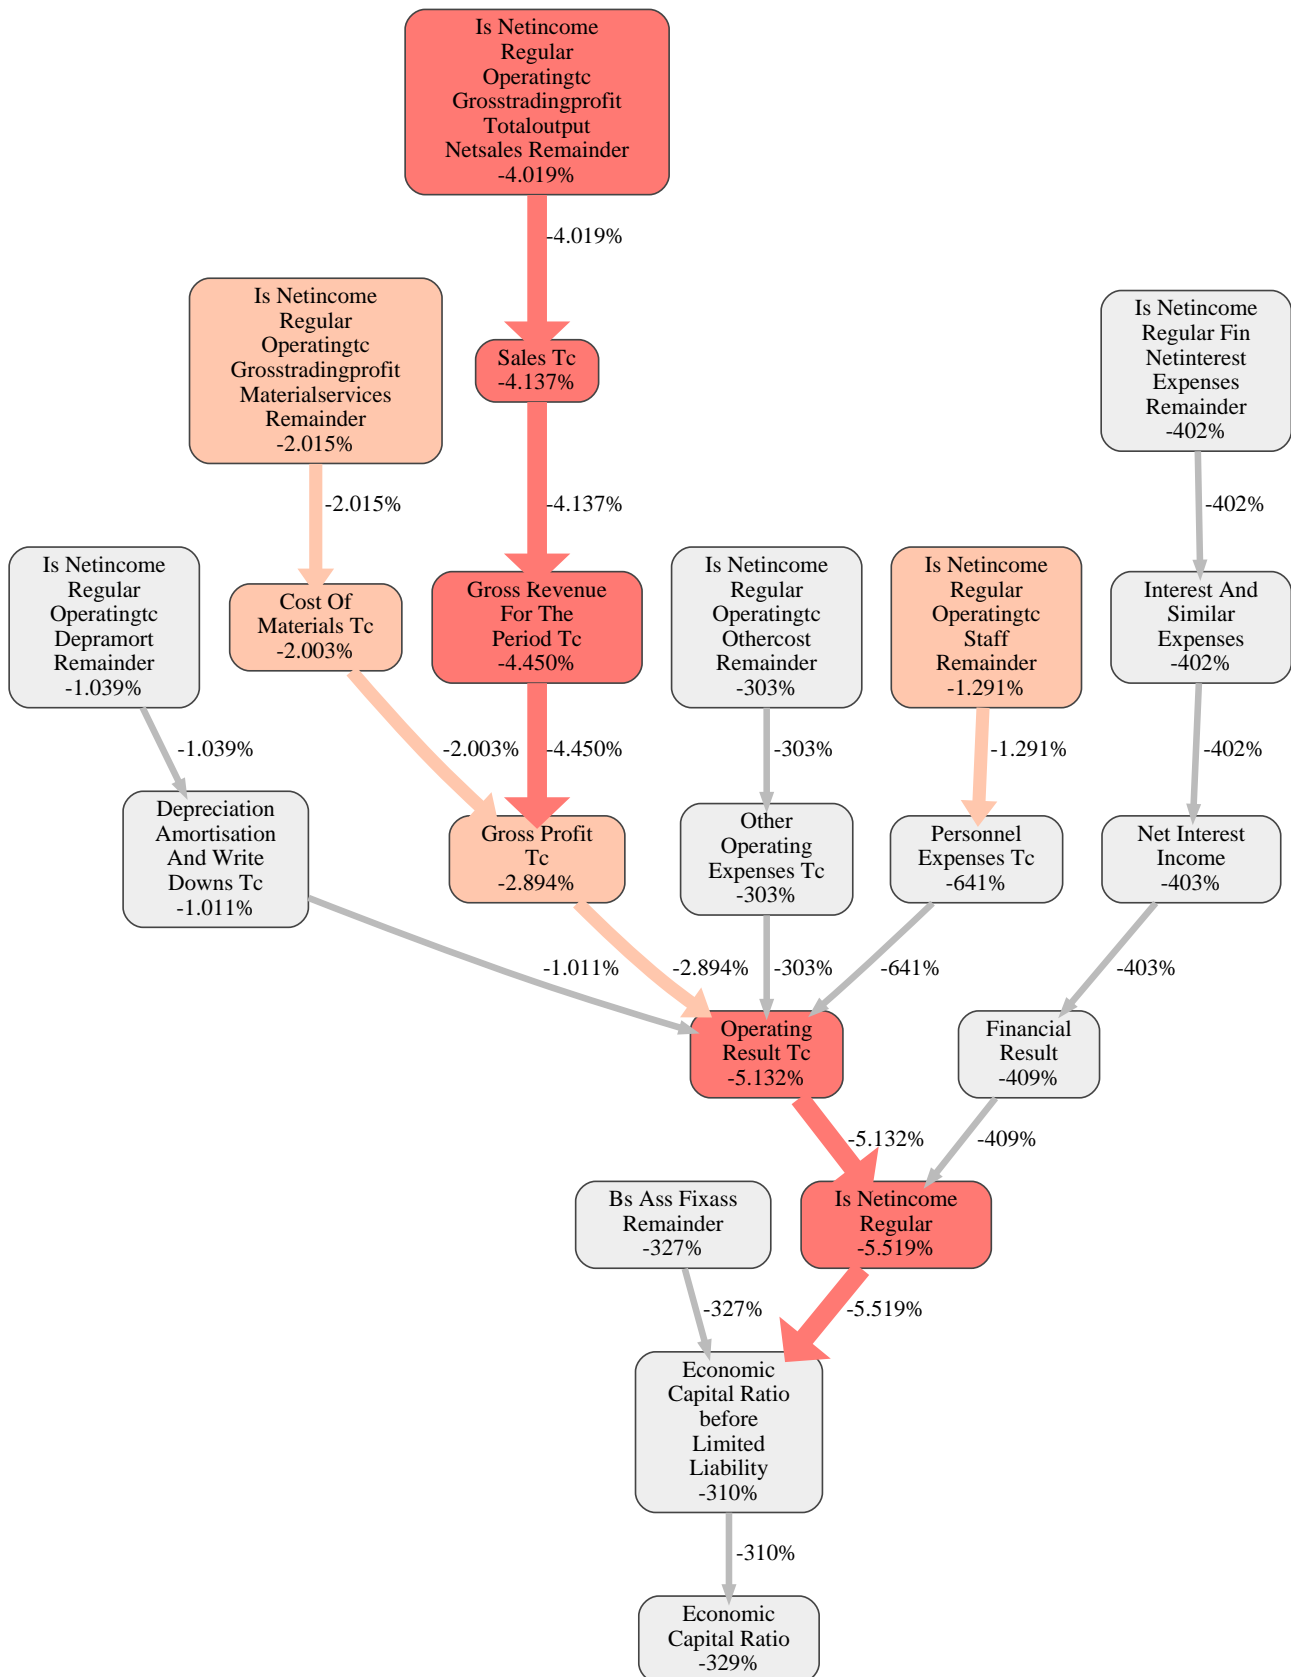 Is Netincome
Regular
Operatingtc
Grosstradingprofit
Totaloutput
Netsales Remainder
-4.019%
-4.019%
Is Netincome
Regular
Operatingtc
Grosstradingprofit
Materialservices
Remainder
-2.015%
Sales Tc
-4.137%
Is Netincome
Regular Fin
Netinterest
Expenses
Remainder
-402%
-2.015%
-4.137%
-402%
Is Netincome
Regular
Operatingtc
Depramort
Remainder
-1.039%
Cost Of
Materials Tc
-2.003%
Gross Revenue
For The
Period Tc
-4.450%
Is Netincome
Regular
Operatingtc
Othercost
Remainder
-303%
Is Netincome
Regular
Operatingtc
Staff
Remainder
-1.291%
Interest And
Similar
Expenses
-402%
-1.039%
-2.003%
-4.450%
-303%
-1.291%
-402%
Depreciation
Amortisation
And Write
Downs Tc
-1.011%
Gross Profit
Tc
-2.894%
Other
Operating
Expenses Tc
-303%
Personnel
Expenses Tc
-641%
Net Interest
Income
-403%
-1.011%
-2.894%
-303%
-641%
-403%
Operating
Result Tc
-5.132%
Financial
Result
-409%
-5.132%
-409%
Bs Ass Fixass
Remainder
-327%
Is Netincome
Regular
-5.519%
-327%
-5.519%
Economic
Capital Ratio
before
Limited
Liability
-310%
-310%
Economic
Capital Ratio
-329%